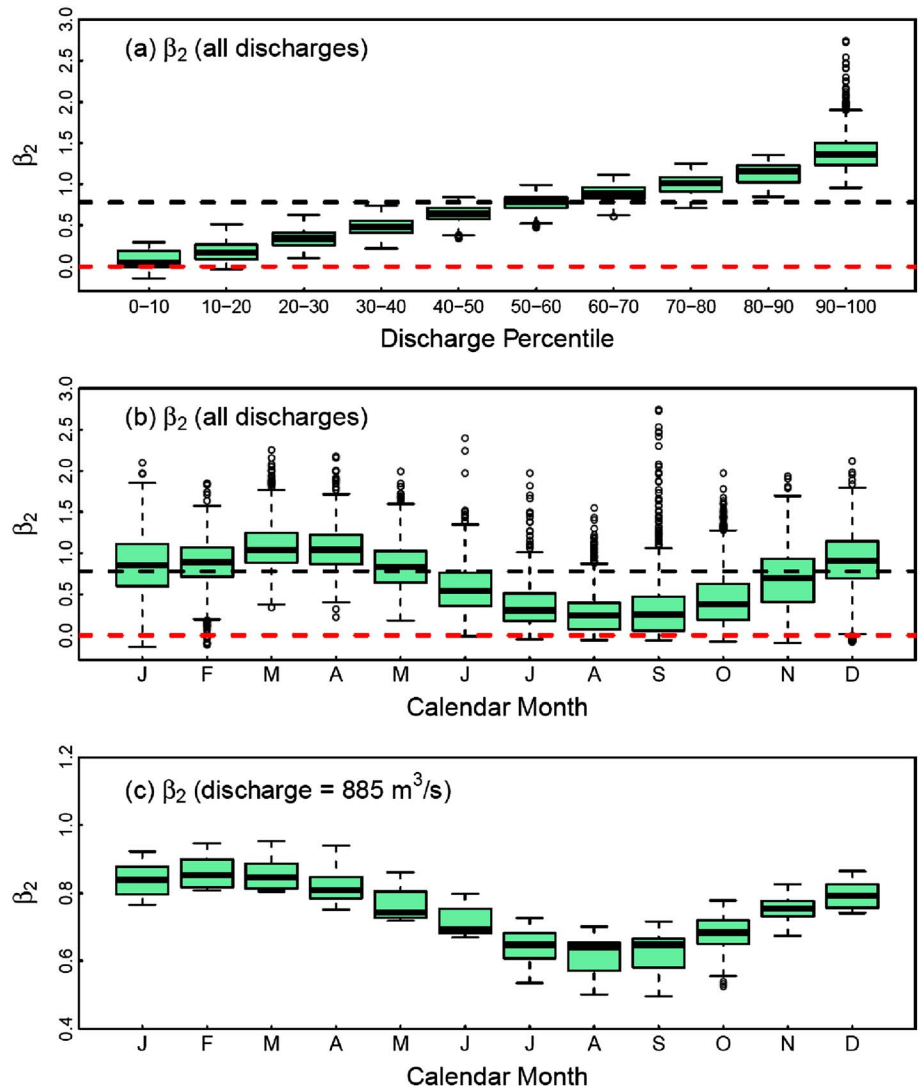 (a) β₂ (all discharges)
β₂
3.0
2.5
2.0
1.5
1.0
0.5
0.0
0−10 10−20 20−30 30−40 40−50 50−60 60−70 70−80 80−90 90−100
Discharge Percentile
(b) β₂ (all discharges)
β₂
3.0
2.5
2.0
1.5
1.0
0.5
0.0
J F M A M J J A S O N D
Calendar Month
(c) β₂ (discharge = 885 m³/s)
β₂
1.2
1.0
0.8
0.6
0.4
J F M A M J J A S O N D
Calendar Month